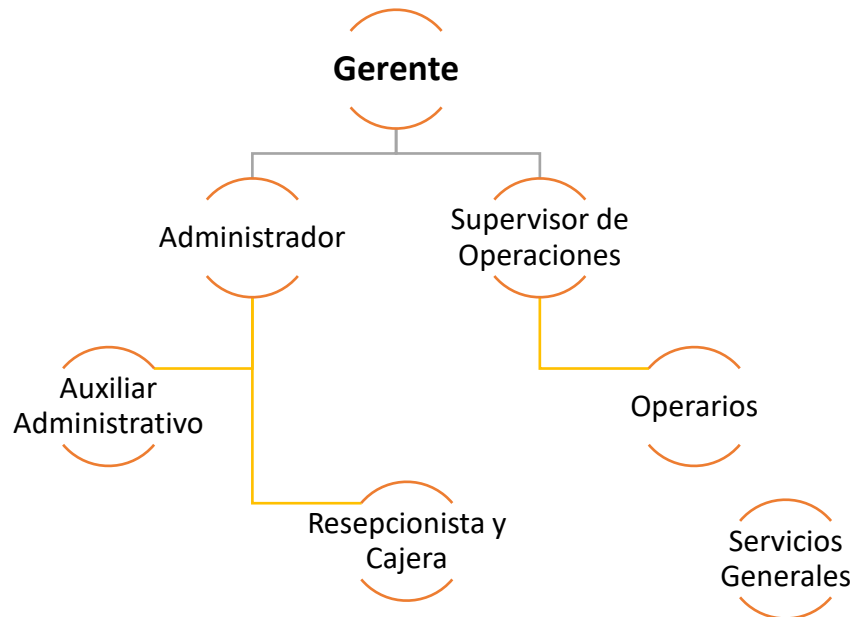 Gerente
Administrador
Supervisor de
Operaciones
Auxiliar
Administrativo
Operarios
Resepcionista y
Cajera
Servicios
Generales